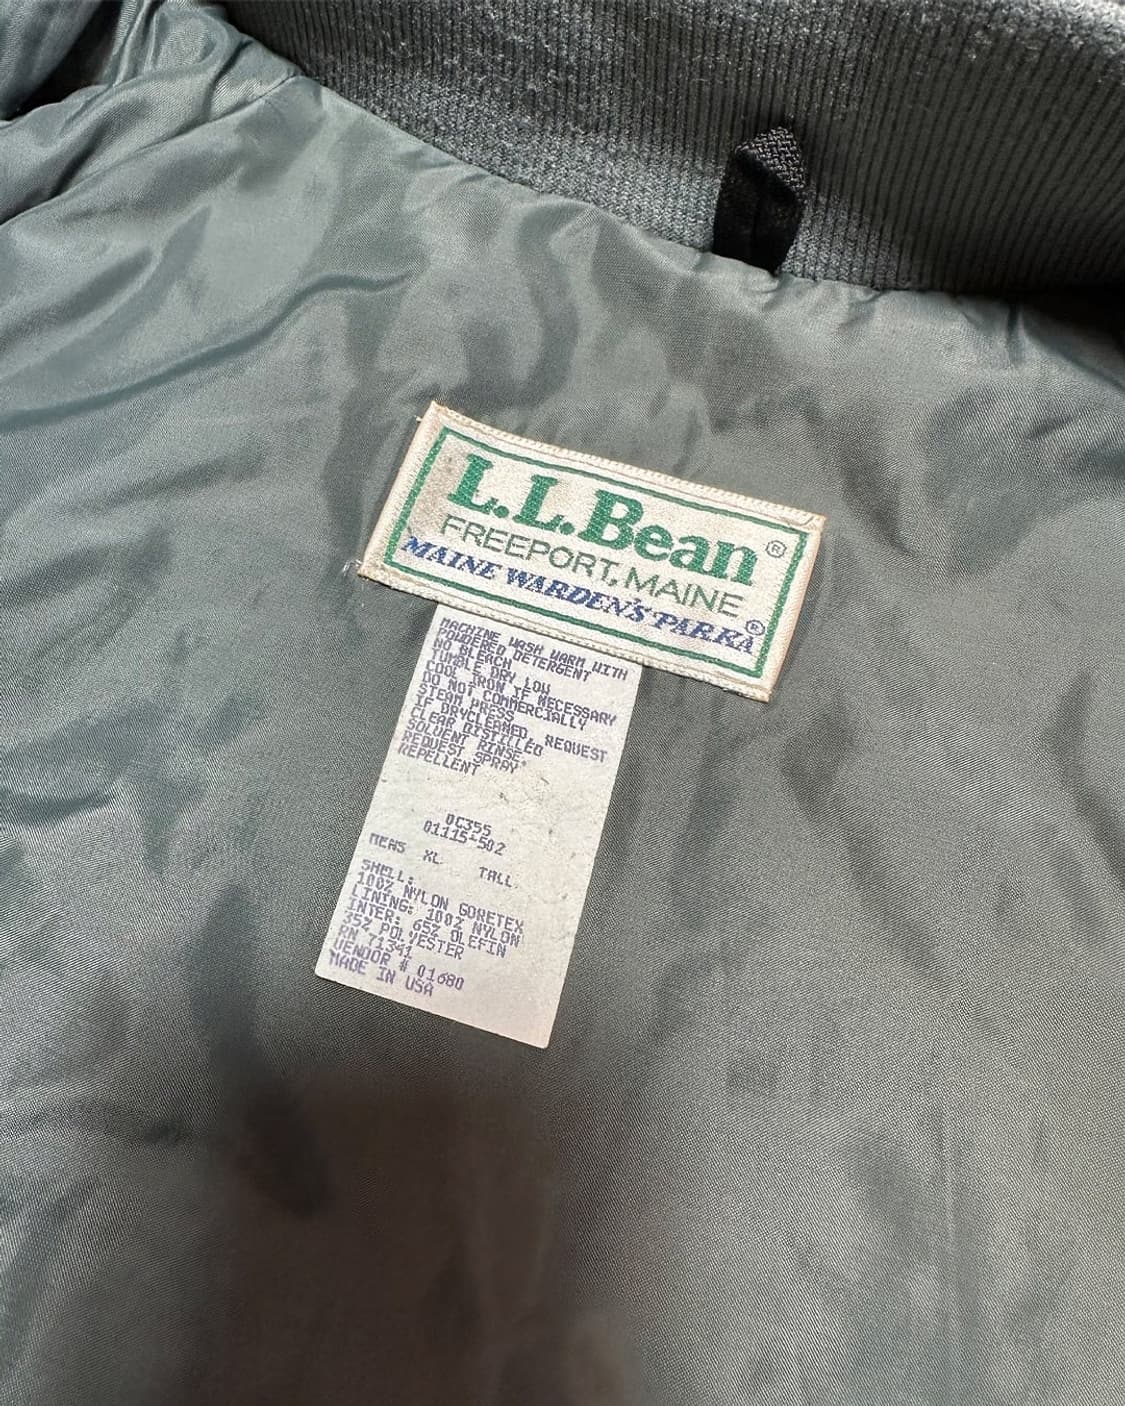 L.L.Bean®
FREEPORT, MAINE
MAINE WARDEN'S PARKA®
MACHINE WASH WARM WITH
POWDERED DETERGENT
NO BLEACH
TUMBLE DRY LOW
COOL IRON IF NECESSARY
DO NOT COMMERCIALLY
STEAM PRESS
IF DRYCLEANED, REQUEST
CLEAR DISTILLED
SOLVENT RINSE
REQUEST SPRAY
REPELLENT
0C355
01115-502
MENS XL TALL
SHELL:
100% NYLON GORETEX
LINING: 100% NYLON
INTER: 65% OLEFIN
35% POLYESTER
RN 71341
VENDOR # 01680
MADE IN USA